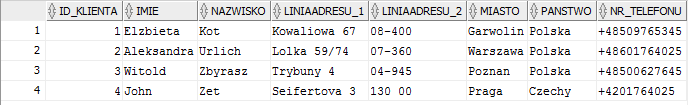 ID_KLIENTA IMIE NAZWISKO LINIAADRESU_1 LINIAADRESU_2 MIASTO PANSTWO NR_TELEFONU
1 1 Elzbieta Kot Kowaliowa 67 08-400 Garwolin Polska +48509765345
2 2 Aleksandra Urlich Lolka 59/74 07-360 Warszawa Polska +48601764025
3 3 Witold Zbyrasz Trybuny 4 04-945 Poznan Polska +48500627645
4 4 John Zet Seifertova 3 130 00 Praga Czechy +4201764025